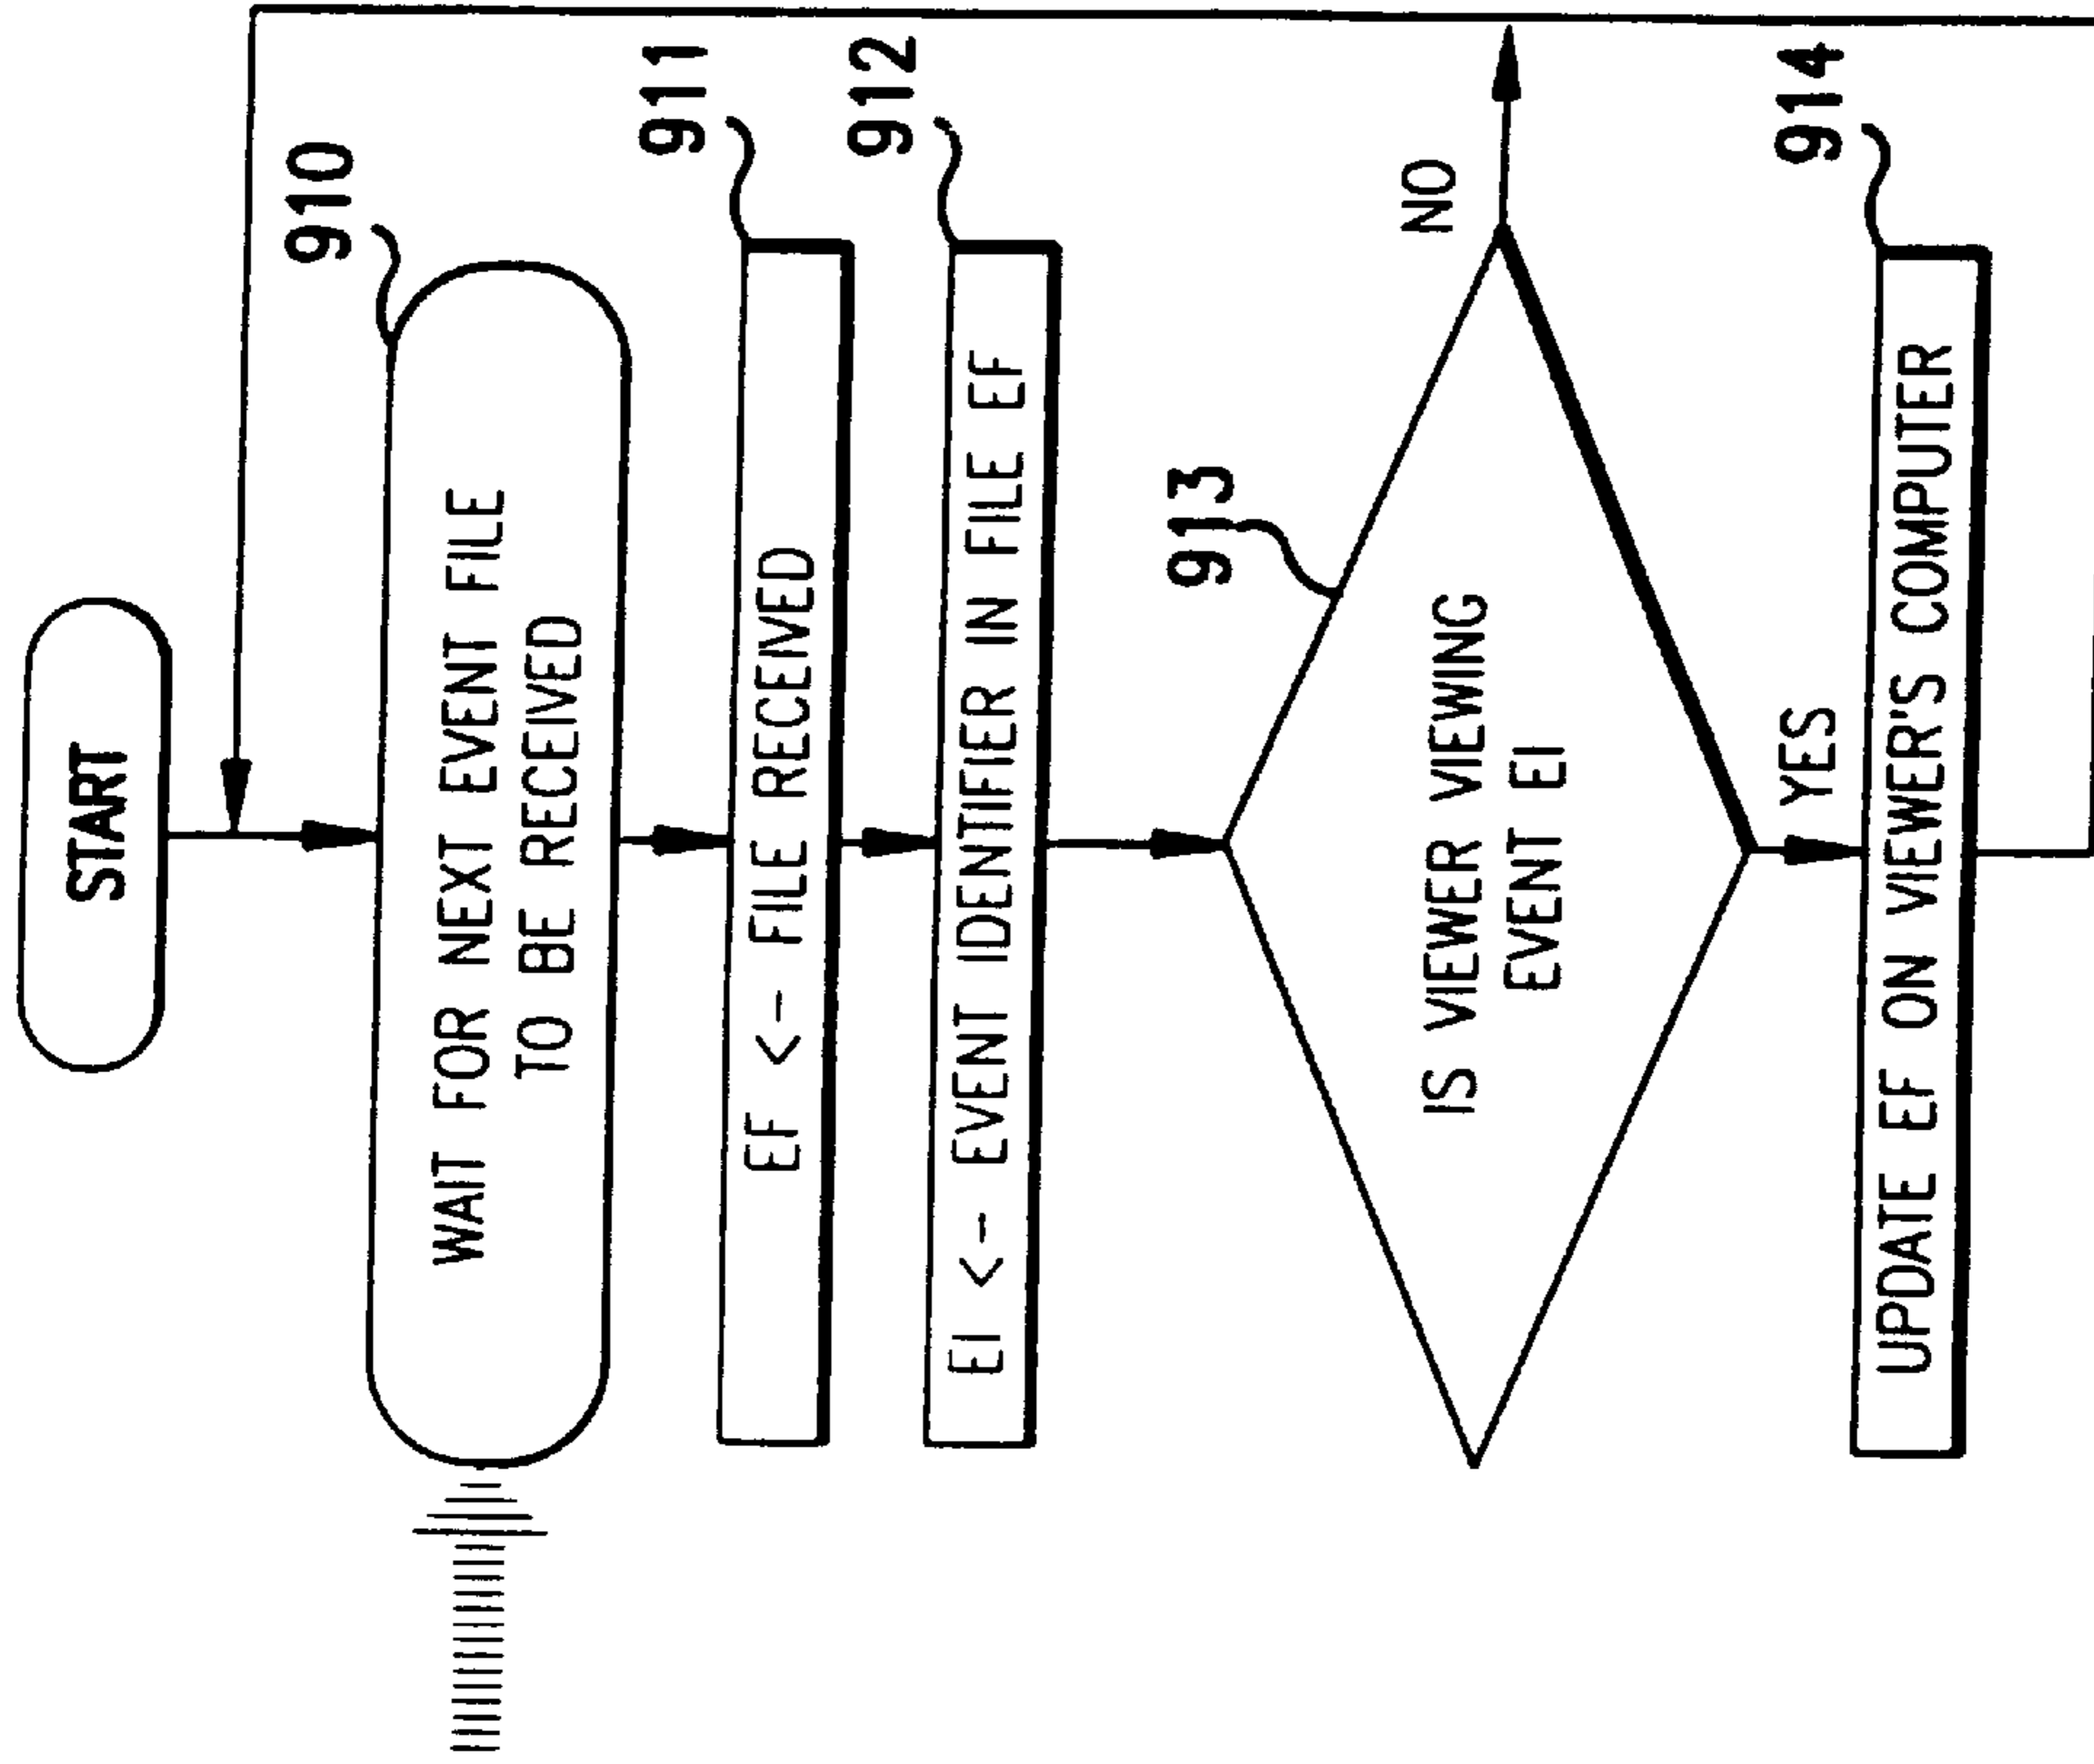 START
910
WAIT FOR NEXT EVENT FILE
TO BE RECEIVED
911
EF <- FILE RECEIVED
912
EI <- EVENT IDENTIFIER IN FILE EF
913
IS VIEWER VIEWING
EVENT EI
NO
YES
914
UPDATE EF ON VIEWER'S COMPUTER